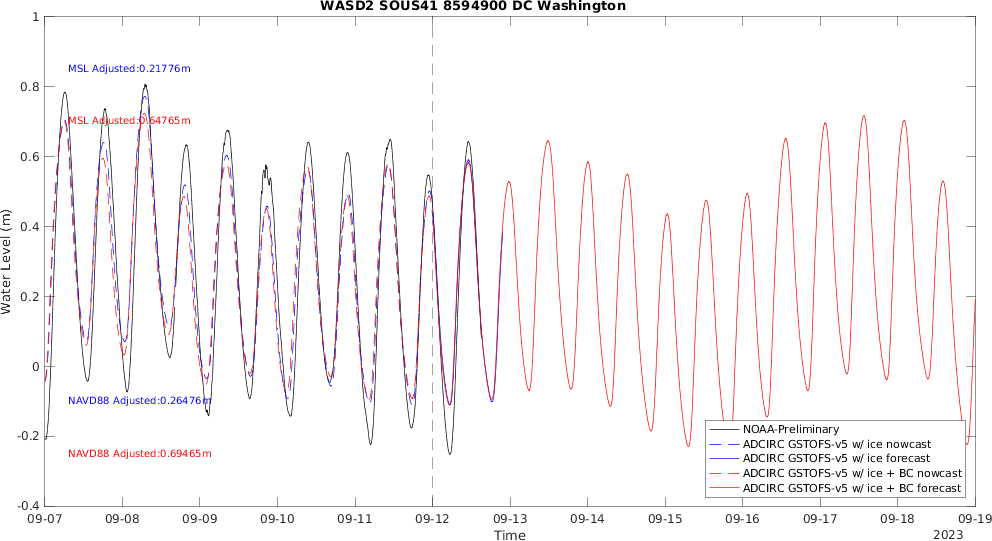 WASD2 SOUS41 8594900 DC Washington
1
0.8
0.6
0.4
0.2
0
-0.2
-0.4
Water Level (m)
MSL Adjusted:0.21776m
MSL Adjusted:0.64765m
NAVD88 Adjusted:0.26476m
NAVD88 Adjusted:0.69465m
NOAA-Preliminary
ADCIRC GSTOFS-v5 w/ ice nowcast
ADCIRC GSTOFS-v5 w/ ice forecast
ADCIRC GSTOFS-v5 w/ ice + BC nowcast
ADCIRC GSTOFS-v5 w/ ice + BC forecast
09-07 09-08 09-09 09-10 09-11 09-12 09-13 09-14 09-15 09-16 09-17 09-18 09-19
Time
2023